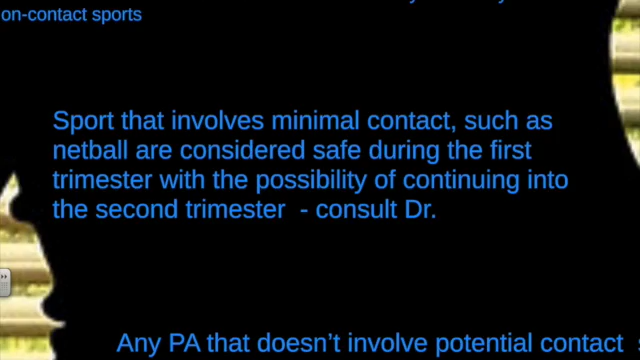 on-contact sports
Sport that involves minimal contact, such as
netball are considered safe during the first
trimester with the possibility of continuing into
the second trimester - consult Dr.
Any PA that doesn't involve potential contact